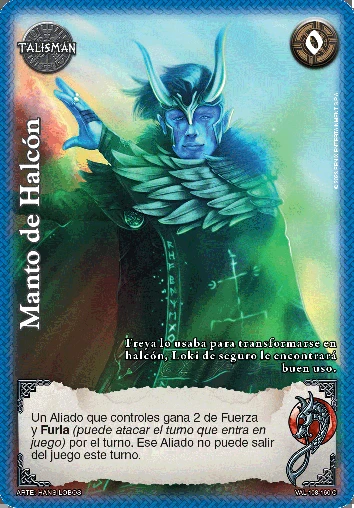 TALISMAN
0
Manto de Halcón
Freya lo usaba para transformarse en
halcón, Loki de seguro le encontrará
buen uso.
Un Aliado que controles gana 2 de Fuerza
y Furia (puede atacar el turno que entra en
juego) por el turno. Ese Aliado no puede salir
del juego este turno.
ARTE: HANS LOBOS